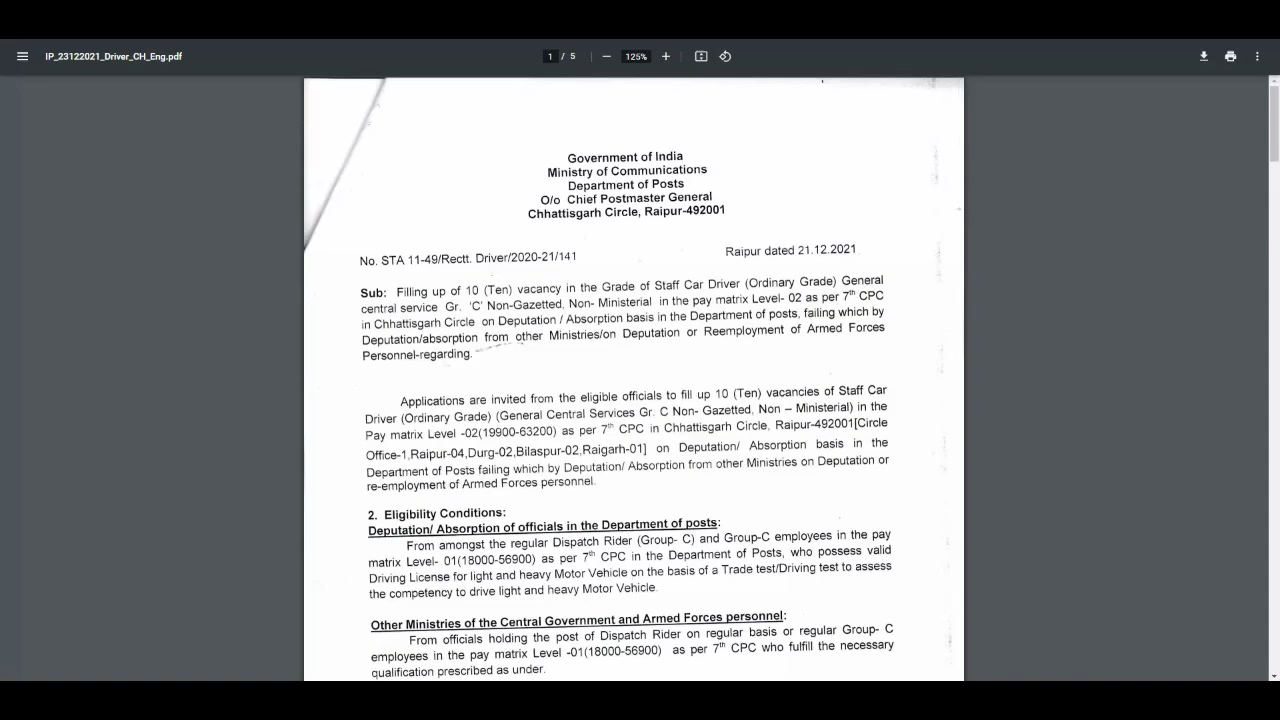 IP_23122021_Driver_CH_Eng.pdf
1 / 5
125%
Government of India
Ministry of Communications
Department of Posts
O/o Chief Postmaster General
Chhattisgarh Circle, Raipur-492001
No. STA 11-49/Rectt. Driver/2020-21/141
Raipur dated 21.12.2021
Sub: Filling up of 10 (Ten) vacancy in the Grade of Staff Car Driver (Ordinary Grade) General
central service Gr. 'C' Non-Gazetted, Non- Ministerial in the pay matrix Level- 02 as per 7th CPC
in Chhattisgarh Circle on Deputation / Absorption basis in the Department of posts, failing which by
Deputation/absorption from other Ministries/on Deputation or Reemployment of Armed Forces
Personnel-regarding.
Applications are invited from the eligible officials to fill up 10 (Ten) vacancies of Staff Car
Driver (Ordinary Grade) (General Central Services Gr. C Non- Gazetted, Non – Ministerial) in the
Pay matrix Level -02(19900-63200) as per 7th CPC in Chhattisgarh Circle, Raipur-492001[Circle
Office-1,Raipur-04,Durg-02,Bilaspur-02,Raigarh-01] on Deputation/ Absorption basis in the
Department of Posts failing which by Deputation/ Absorption from other Ministries on Deputation or
re-employment of Armed Forces personnel.
2. Eligibility Conditions:
Deputation/ Absorption of officials in the Department of posts:
From amongst the regular Dispatch Rider (Group- C) and Group-C employees in the pay
matrix Level- 01(18000-56900) as per 7th CPC in the Department of Posts, who possess valid
Driving License for light and heavy Motor Vehicle on the basis of a Trade test/Driving test to assess
the competency to drive light and heavy Motor Vehicle.
Other Ministries of the Central Government and Armed Forces personnel:
From officials holding the post of Dispatch Rider on regular basis or regular Group- C
employees in the pay matrix Level -01(18000-56900) as per 7th CPC who fulfill the necessary
qualification prescribed as under.